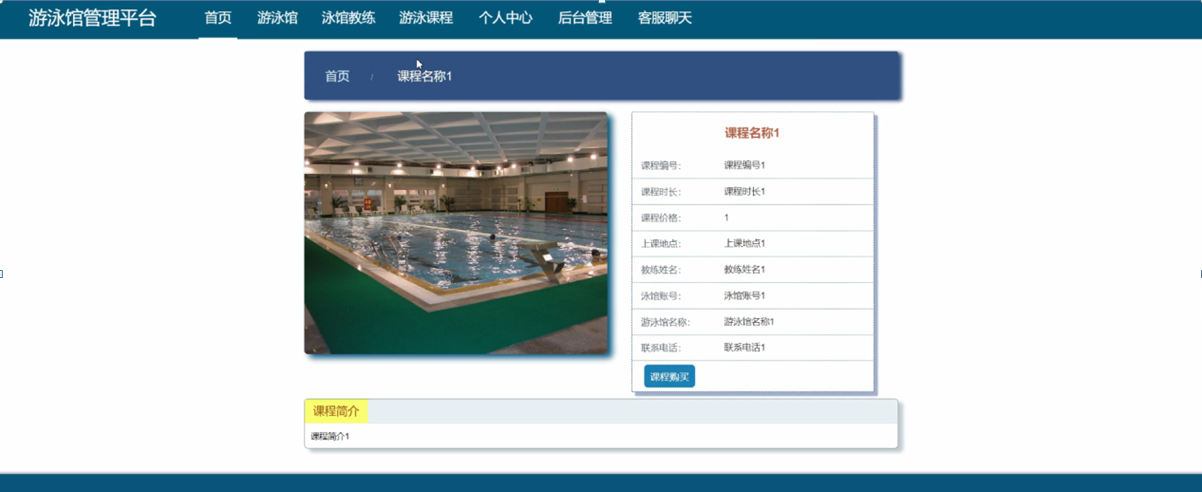 游泳馆管理平台 首页 游泳馆 泳馆教练 游泳课程 个人中心 后台管理 客服聊天
首页 / 课程名称1
课程名称1
课程编号: 课程编号1
课程时长: 课程时长1
课程价格: 1
上课地点: 上课地点1
教练姓名: 教练姓名1
泳馆账号: 泳馆账号1
游泳馆名称: 游泳馆名称1
联系电话: 联系电话1
课程购买
课程简介
课程简介1